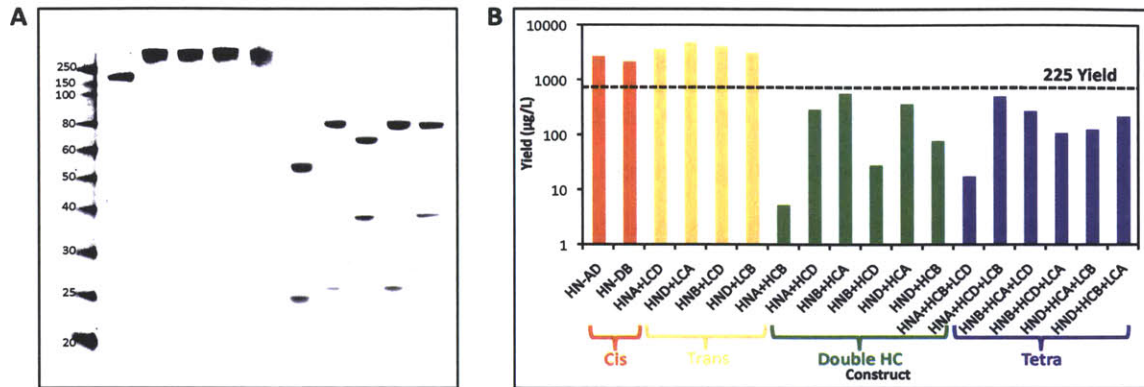 A
250
150
100
80
60
50
40
30
25
20
B
10000
1000
100
10
1
Yield (µg/L)
225 Yield
HN-AD
HN-DB
HNA+LCD
HND+LCA
HNB+LCD
HND+LCB
HNA+HCB
HNA+HCD
HNB+HCA
HNB+HCD
HND+HCA
HND+HCB
HNA+HCB+LCD
HNA+HCD+LCB
HNB+HCA+LCD
HNB+HCD+LCA
HND+HCA+LCB
HND+HCB+LCA
Cis
Trans
Double HC
Tetra
Construct